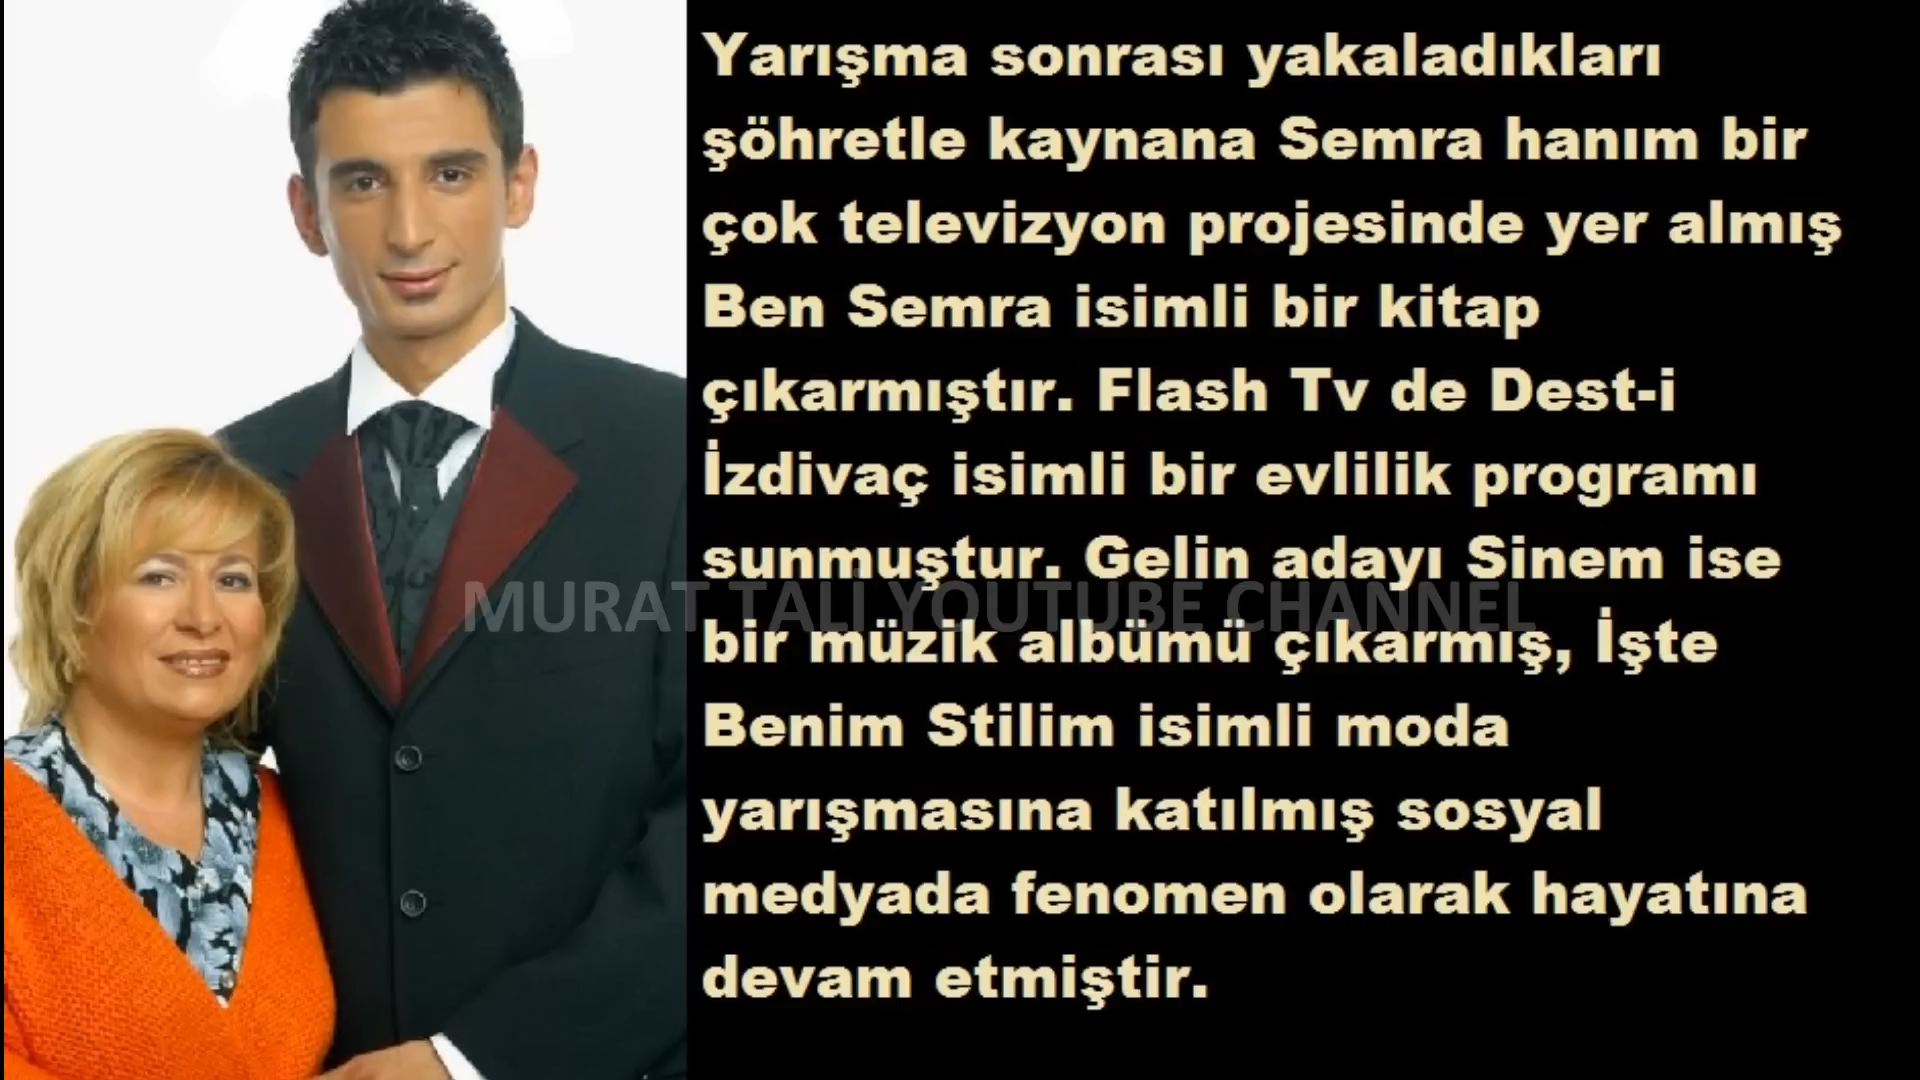 Yarışma sonrası yakaladıkları
şöhretle kaynana Semra hanım bir
çok televizyon projesinde yer almış
Ben Semra isimli bir kitap
çıkarmıştır. Flash Tv de Dest-i
İzdivaç isimli bir evlilik programı
sunmuştur. Gelin adayı Sinem ise
MURAT TALİ YOUTUBE CHANNEL
bir müzik albümü çıkarmış, İşte
Benim Stilim isimli moda
yarışmasına katılmış sosyal
medyada fenomen olarak hayatına
devam etmiştir.